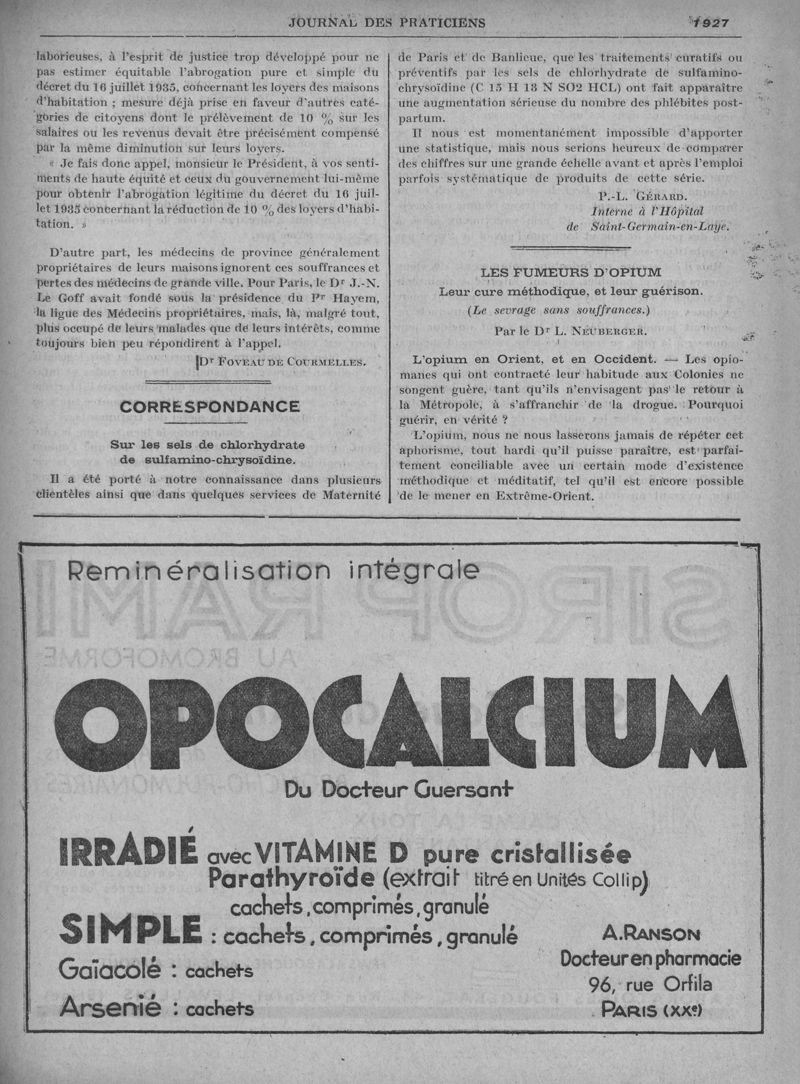 JOURNAL DES PRATICIENS 1927
laborieuses, à l'esprit de justice trop développé pour ne
pas estimer équitable l'abrogation pure et simple du
décret du 16 juillet 1935, concernant les loyers des maisons
d'habitation ; mesure déjà prise en faveur d'autres caté-
gories de citoyens dont le prélèvement de 10 % sur les
salaires ou les revenus devait être précisément compensé
par la même diminution sur leurs loyers.
« Je fais donc appel, monsieur le Président, à vos senti-
ments de haute équité et ceux du gouvernement lui-même
pour obtenir l'abrogation légitime du décret du 16 juil-
let 1935 concernant la réduction de 10 % des loyers d'habi-
tation. »
D'autre part, les médecins de province généralement
propriétaires de leurs maisons ignorent ces souffrances et
pertes des médecins de grande ville. Pour Paris, le Dr J.-N.
Le Goff avait fondé sous la présidence du Pr Hayem,
la ligue des Médecins propriétaires, mais, là, malgré tout,
plus occupé de leurs malades que de leurs intérêts, comme
toujours bien peu répondirent à l'appel.
Dr FOVEAU DE COURMELLES.
CORRESPONDANCE
Sur les sels de chlorhydrate
de sulfamino-chrysoïdine.
Il a été porté à notre connaissance dans plusieurs
clientèles ainsi que dans quelques services de Maternité
de Paris et de Banlieue, que les traitements curatifs ou
préventifs par les sels de chlorhydrate de sulfamino-
chrysoïdine (C 15 H 13 N SO2 HCL) ont fait apparaître
une augmentation sérieuse du nombre des phlébites post-
partum.
Il nous est momentanément impossible d'apporter
une statistique, mais nous serions heureux de comparer
des chiffres sur une grande échelle avant et après l'emploi
parfois systématique de produits de cette série.
P.-L. GÉRARD.
Interne à l'Hôpital
de Saint-Germain-en-Laye.
LES FUMEURS D'OPIUM
Leur cure méthodique, et leur guérison.
(Le sevrage sans souffrances.)
Par le Dr L. NEUBERGER.
L'opium en Orient, et en Occident. — Les opio-
manes qui ont contracté leur habitude aux Colonies ne
songent guère, tant qu'ils n'envisagent pas le retour à
la Métropole, à s'affranchir de la drogue. Pourquoi
guérir, en vérité ?
L'opium, nous ne nous lasserons jamais de répéter cet
aphorisme, tout hardi qu'il puisse paraître, est parfai-
tement conciliable avec un certain mode d'existence
méthodique et méditatif, tel qu'il est encore possible
de le mener en Extrême-Orient.
Reminéralisation intégrale
OPOCALCIUM
Du Docteur Guersant
IRRADIÉ avec VITAMINE D pure cristallisée
Parathyroïde (extrait titré en Unités Collip)
cachets, comprimés, granulé
SIMPLE : cachets, comprimés, granulé
Gaïacolé : cachets
Arsenié : cachets
A. RANSON
Docteur en pharmacie
96, rue Orfila
PARIS (XXe)